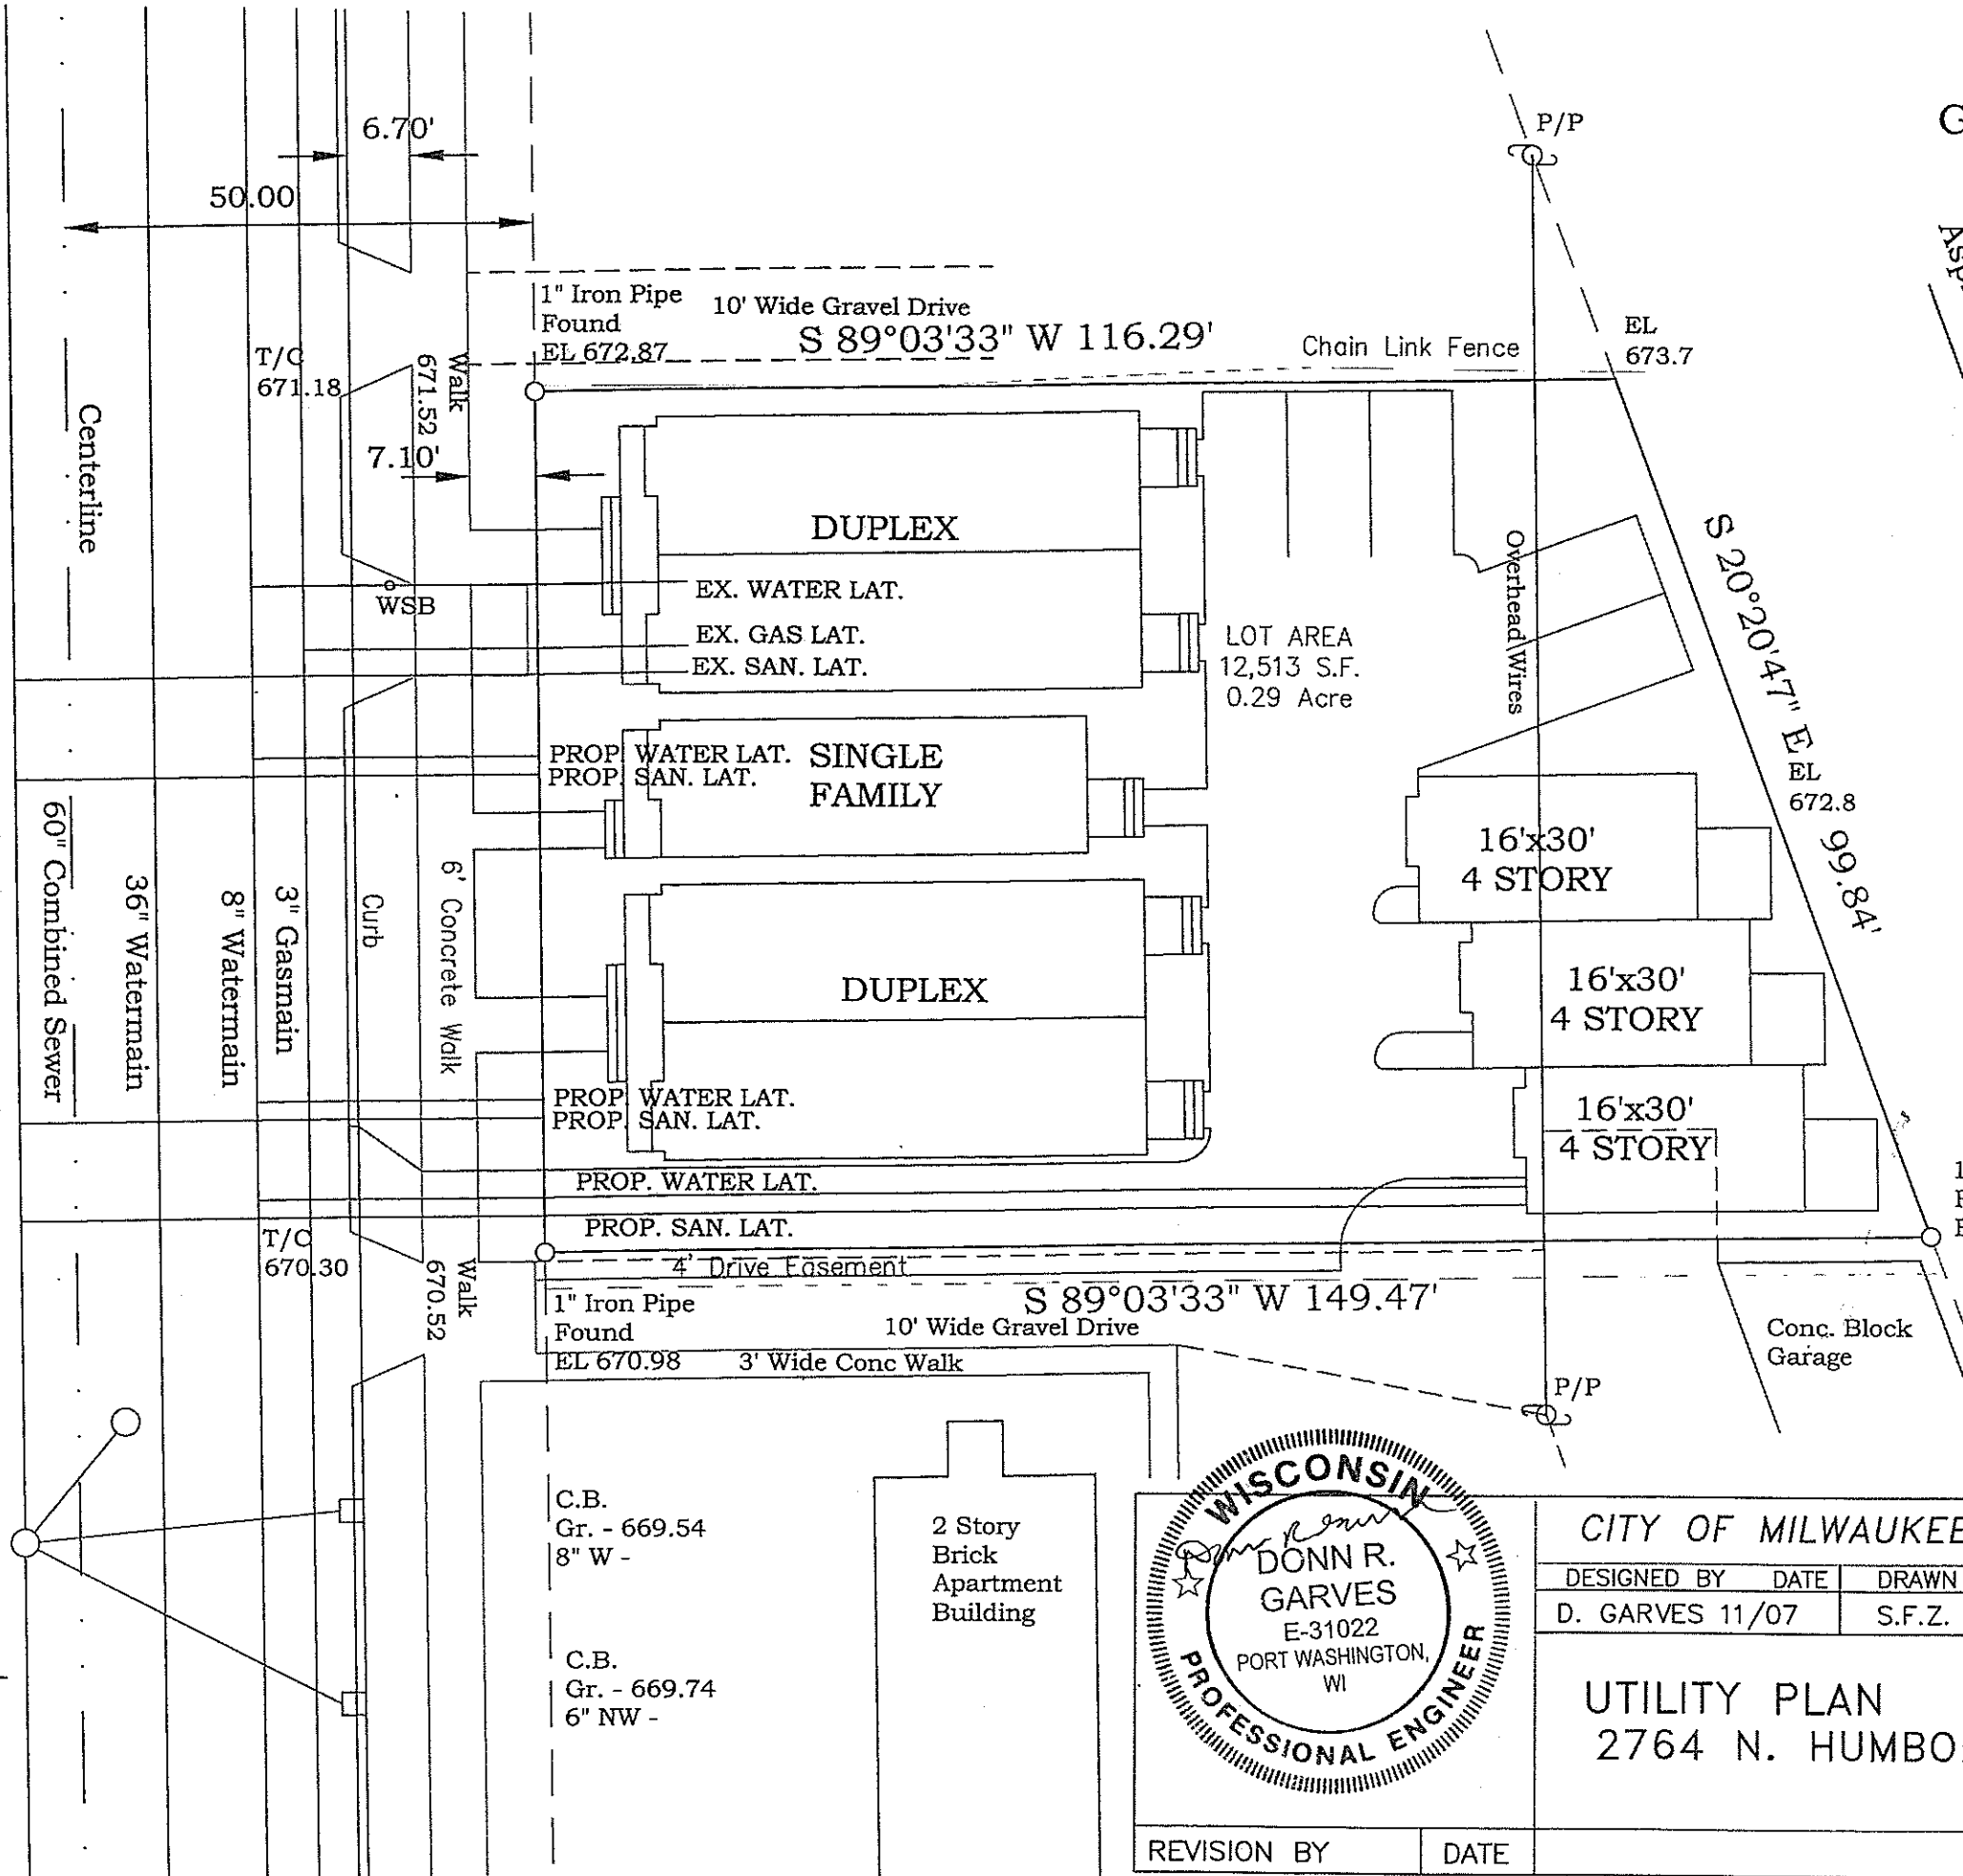 6.70'
50.00
P/P
G
1" Iron Pipe
Found
EL 672.87
10' Wide Gravel Drive
S 89°03'33" W 116.29'
Chain Link Fence
EL
673.7
T/C
671.18
Walk
671.52
7.10'
Centerline
DUPLEX
EX. WATER LAT.
WSB
EX. GAS LAT.
EX. SAN. LAT.
LOT AREA
12,513 S.F.
0.29 Acre
Overhead Wires
S 20°20'47" E 99.84'
EL
672.8
PROP. WATER LAT.
PROP. SAN. LAT.
SINGLE
FAMILY
16'x30'
4 STORY
60" Combined Sewer
36" Watermain
8" Watermain
3" Gasmain
Curb
6' Concrete Walk
DUPLEX
16'x30'
4 STORY
PROP. WATER LAT.
PROP. SAN. LAT.
16'x30'
4 STORY
PROP. WATER LAT.
PROP. SAN. LAT.
T/C
670.30
Walk
670.52
4' Drive Easement
S 89°03'33" W 149.47'
1" Iron Pipe
Found
EL 670.98
10' Wide Gravel Drive
3' Wide Conc Walk
Conc. Block
Garage
P/P
C.B.
Gr. - 669.54
8" W -
2 Story
Brick
Apartment
Building
C.B.
Gr. - 669.74
6" NW -
WISCONSIN
DONN R.
GARVES
E-31022
PORT WASHINGTON,
WI
PROFESSIONAL ENGINEER
CITY OF MILWAUKEE
DESIGNED BY DATE DRAWN
D. GARVES 11/07 S.F.Z.
UTILITY PLAN
2764 N. HUMBO
REVISION BY DATE